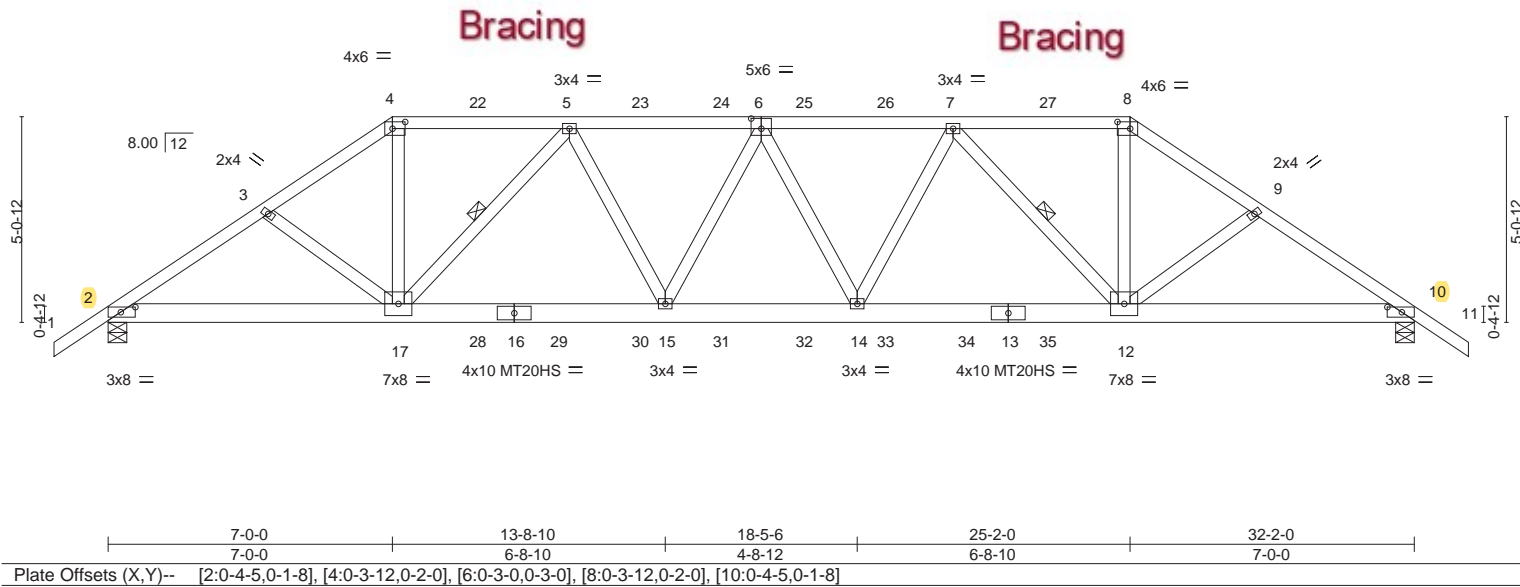 Bracing
Bracing
4x6 =
3x4 =
5x6 =
3x4 =
4x6 =
4 22 5 23 24 6 25 26 7 27 8
8.00 12
2x4
3
2x4
9
5-0-12
5-0-12
2
10
0-4-12
1
11
0-4-12
17 28 16 29 30 15 31 32 14 33 34 13 35 12
3x8 =
7x8 =
4x10 MT20HS =
3x4 =
3x4 =
4x10 MT20HS =
7x8 =
3x8 =
7-0-0 13-8-10 18-5-6 25-2-0 32-2-0
7-0-0 6-8-10 4-8-12 6-8-10 7-0-0
Plate Offsets (X,Y)-- [2:0-4-5,0-1-8], [4:0-3-12,0-2-0], [6:0-3-0,0-3-0], [8:0-3-12,0-2-0], [10:0-4-5,0-1-8]